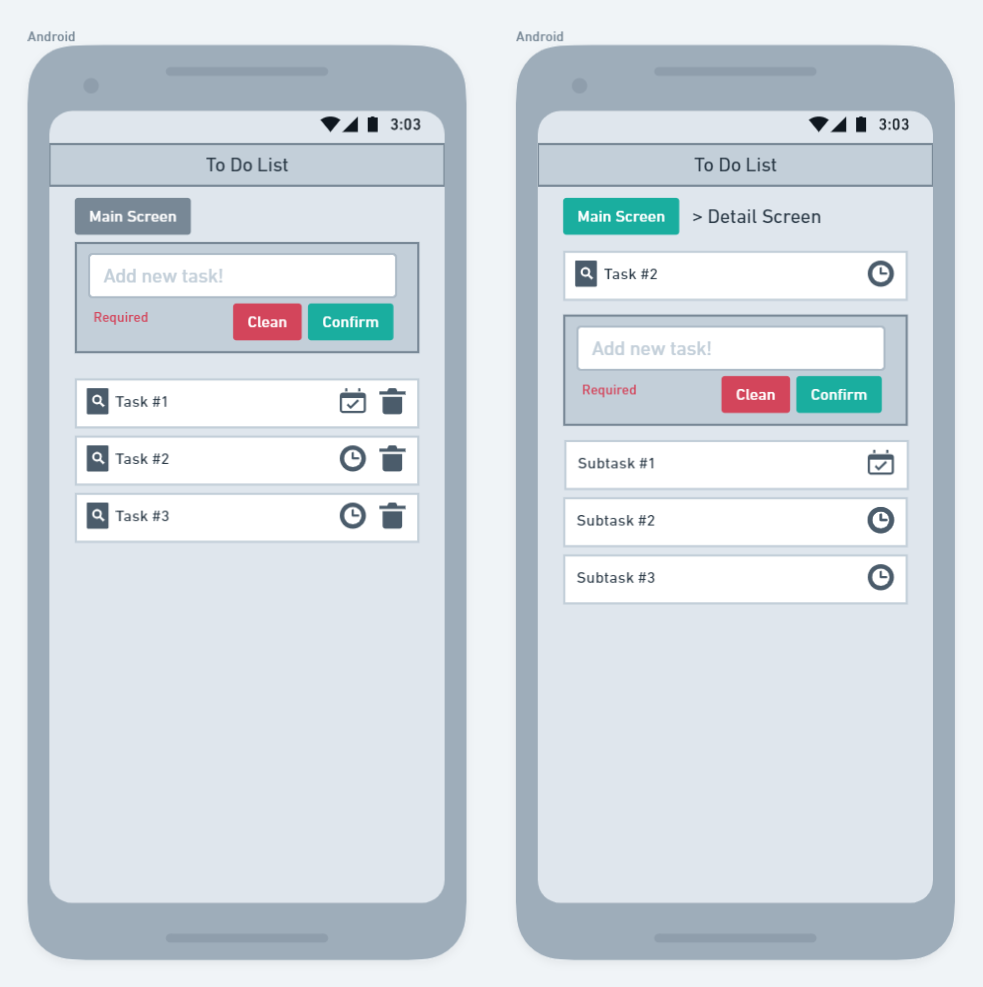 Android
3:03
To Do List
Main Screen
Add new task!
Required
Clean
Confirm
Task #1
Task #2
Task #3
Android
3:03
To Do List
Main Screen > Detail Screen
Task #2
Add new task!
Required
Clean
Confirm
Subtask #1
Subtask #2
Subtask #3